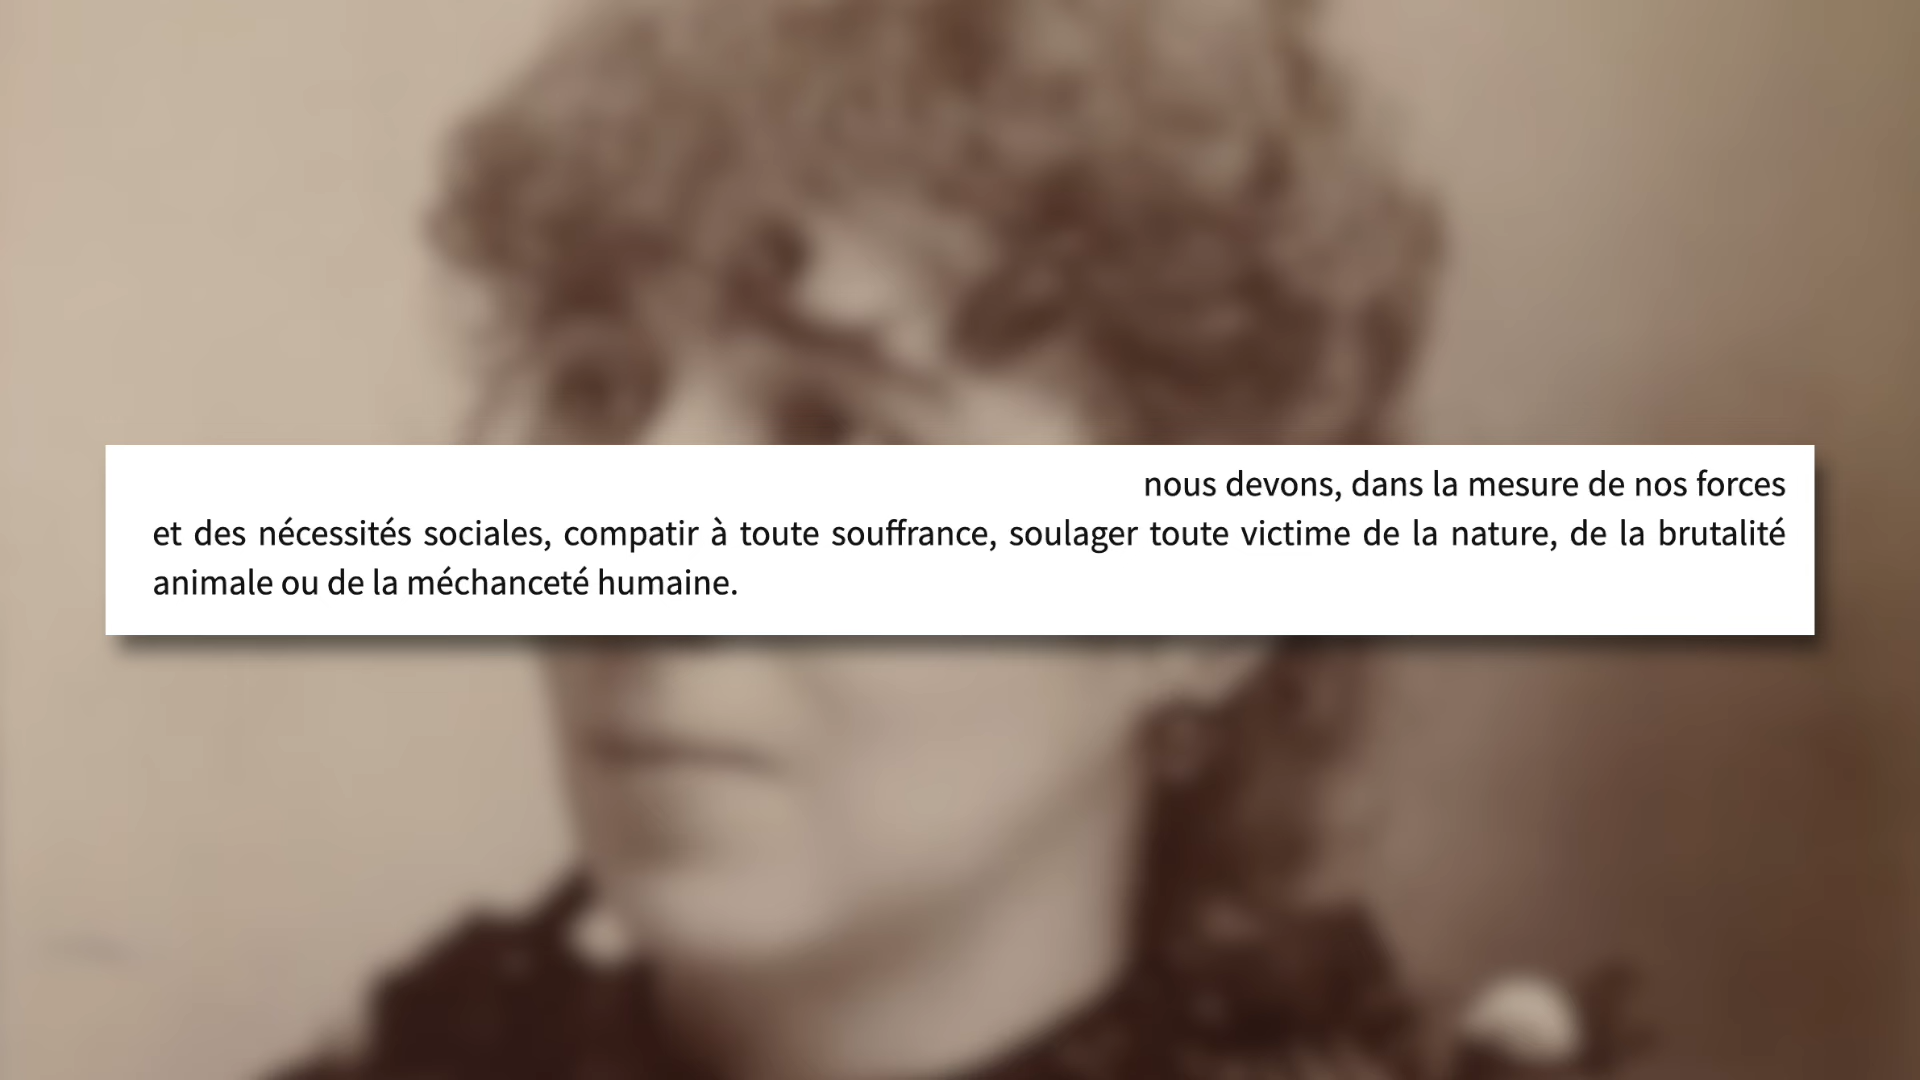 nous devons, dans la mesure de nos forces
et des nécessités sociales, compatir à toute souffrance, soulager toute victime de la nature, de la brutalité
animale ou de la méchanceté humaine.